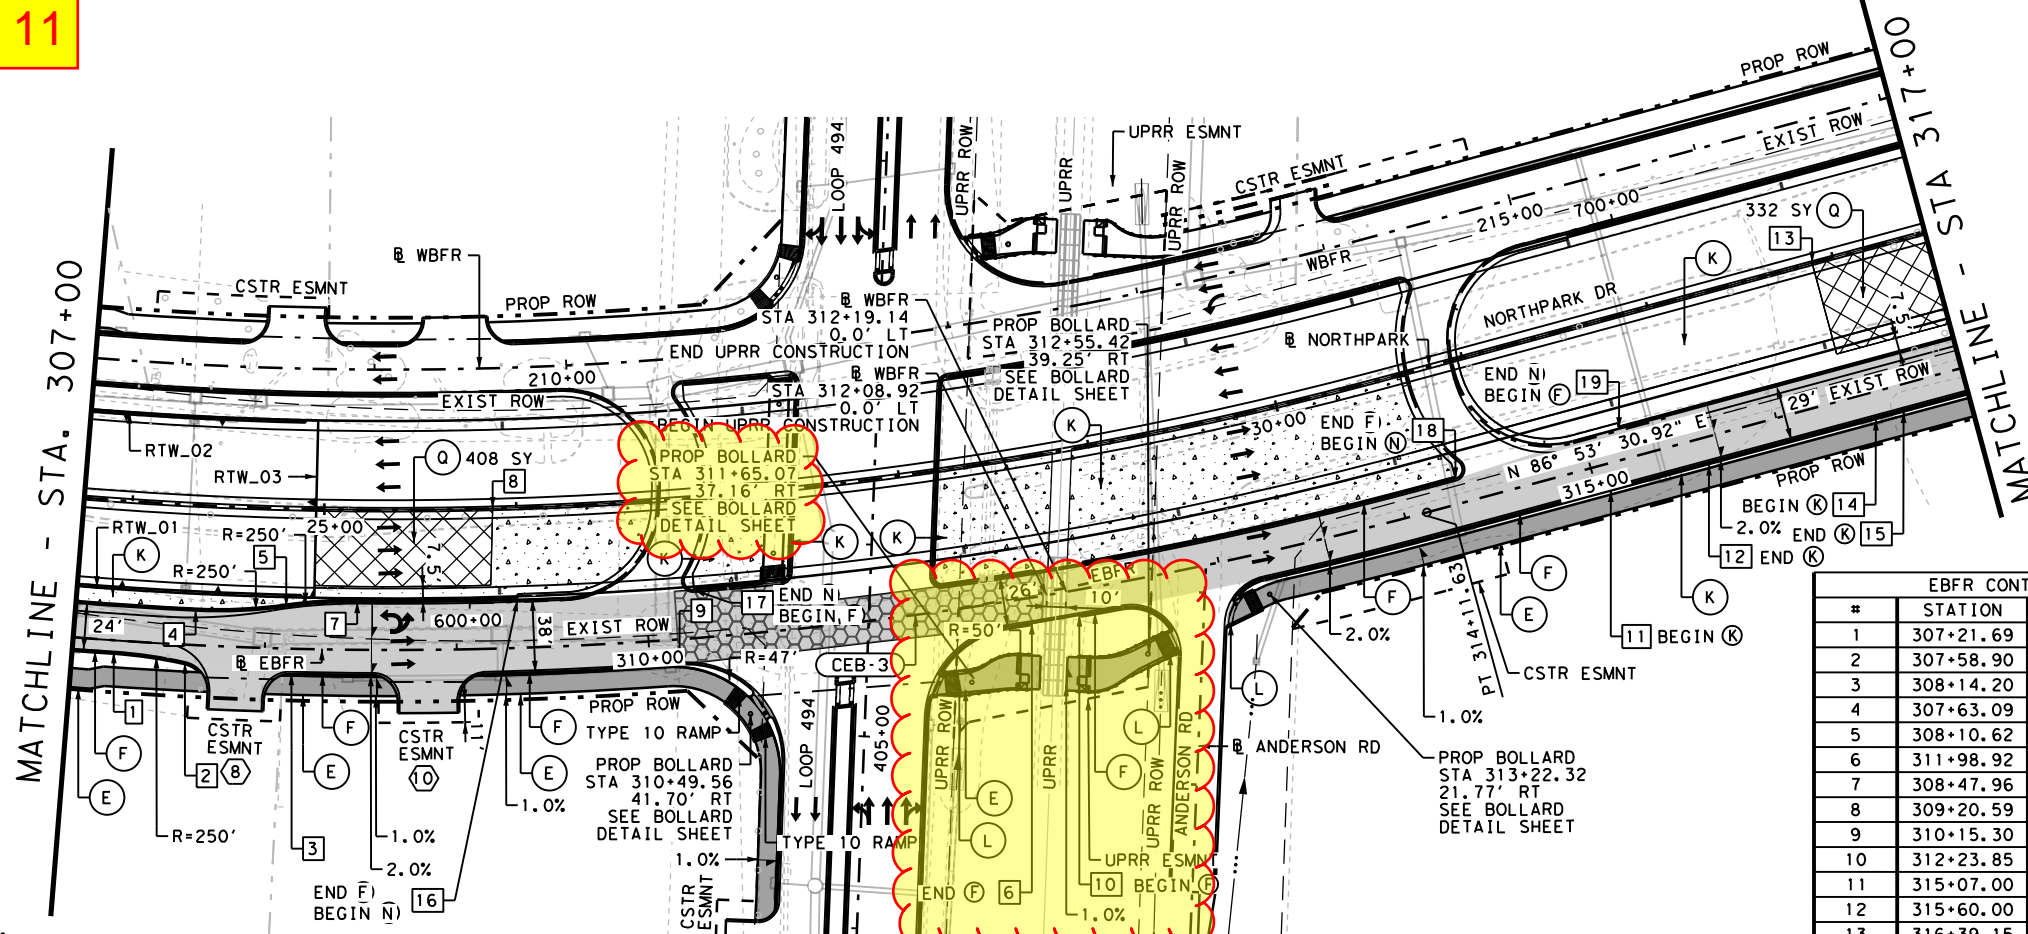 11
MATCHLINE - STA. 307+00
CSTR ESMNT
PROP ROW
℄ WBFR
210+00
EXIST ROW
RTW_02
RTW_03
Q 408 SY
8
RTW_01
R=250'
25+00
K
5
R=250'
7.5'
24'
4
7
600+00
38'
EXIST ROW
℄ EBFR
310+00
1
F
E
2
CSTR
ESMNT
8
F
E
CSTR
ESMNT
10
11'
F
E
1.0%
R=250'
3
1.0%
2.0%
END F
BEGIN N
16
PROP ROW
TYPE 10 RAMP
PROP BOLLARD
STA 310+49.56
41.70' RT
SEE BOLLARD
DETAIL SHEET
1.0%
CSTR
ESMNT
TYPE 10 RAMP
LOOP 494
405+00
LOOP 494
UPRR ROW
UPRR
UPRR ROW
UPRR ESMNT
CSTR ESMNT
℄ WBFR
STA 312+19.14
0.0' LT
END UPRR CONSTRUCTION
℄ WBFR
STA 312+08.92
0.0' LT
BEGIN UPRR CONSTRUCTION
PROP BOLLARD
STA 311+65.07
37.16' RT
SEE BOLLARD
DETAIL SHEET
PROP BOLLARD
STA 312+55.42
39.25' RT
SEE BOLLARD
DETAIL SHEET
K
K
K
K
9
17
END N
BEGIN F
R=47'
CEB-3
R=50'
26'
EBFR
10'
UPRR ROW
UPRR
UPRR ROW
ANDERSON RD
E
L
L
F
UPRR ESMNT
END F 6
10 BEGIN F
1.0%
℄ ANDERSON RD
L
PROP BOLLARD
STA 313+22.32
21.77' RT
SEE BOLLARD
DETAIL SHEET
1.0%
CSTR ESMNT
PT 314+11.63
2.0%
F
E
F
WBFR
215+00
700+00
PROP ROW
EXIST ROW
332 SY Q
13
K
7.5'
NORTHPARK DR
℄ NORTHPARK
30+00
END F
BEGIN N
18
END N
BEGIN F
19
N 86° 53' 30.92" E
315+00
29'
EXIST ROW
PROP ROW
BEGIN K 14
2.0%
END K 15
12 END K
K
11 BEGIN K
MATCHLINE - STA 317+00
EBFR CONT
# STATION
1 307+21.69
2 307+58.90
3 308+14.20
4 307+63.09
5 308+10.62
6 311+98.92
7 308+47.96
8 309+20.59
9 310+15.30
10 312+23.85
11 315+07.00
12 315+60.00
13 316+39.15